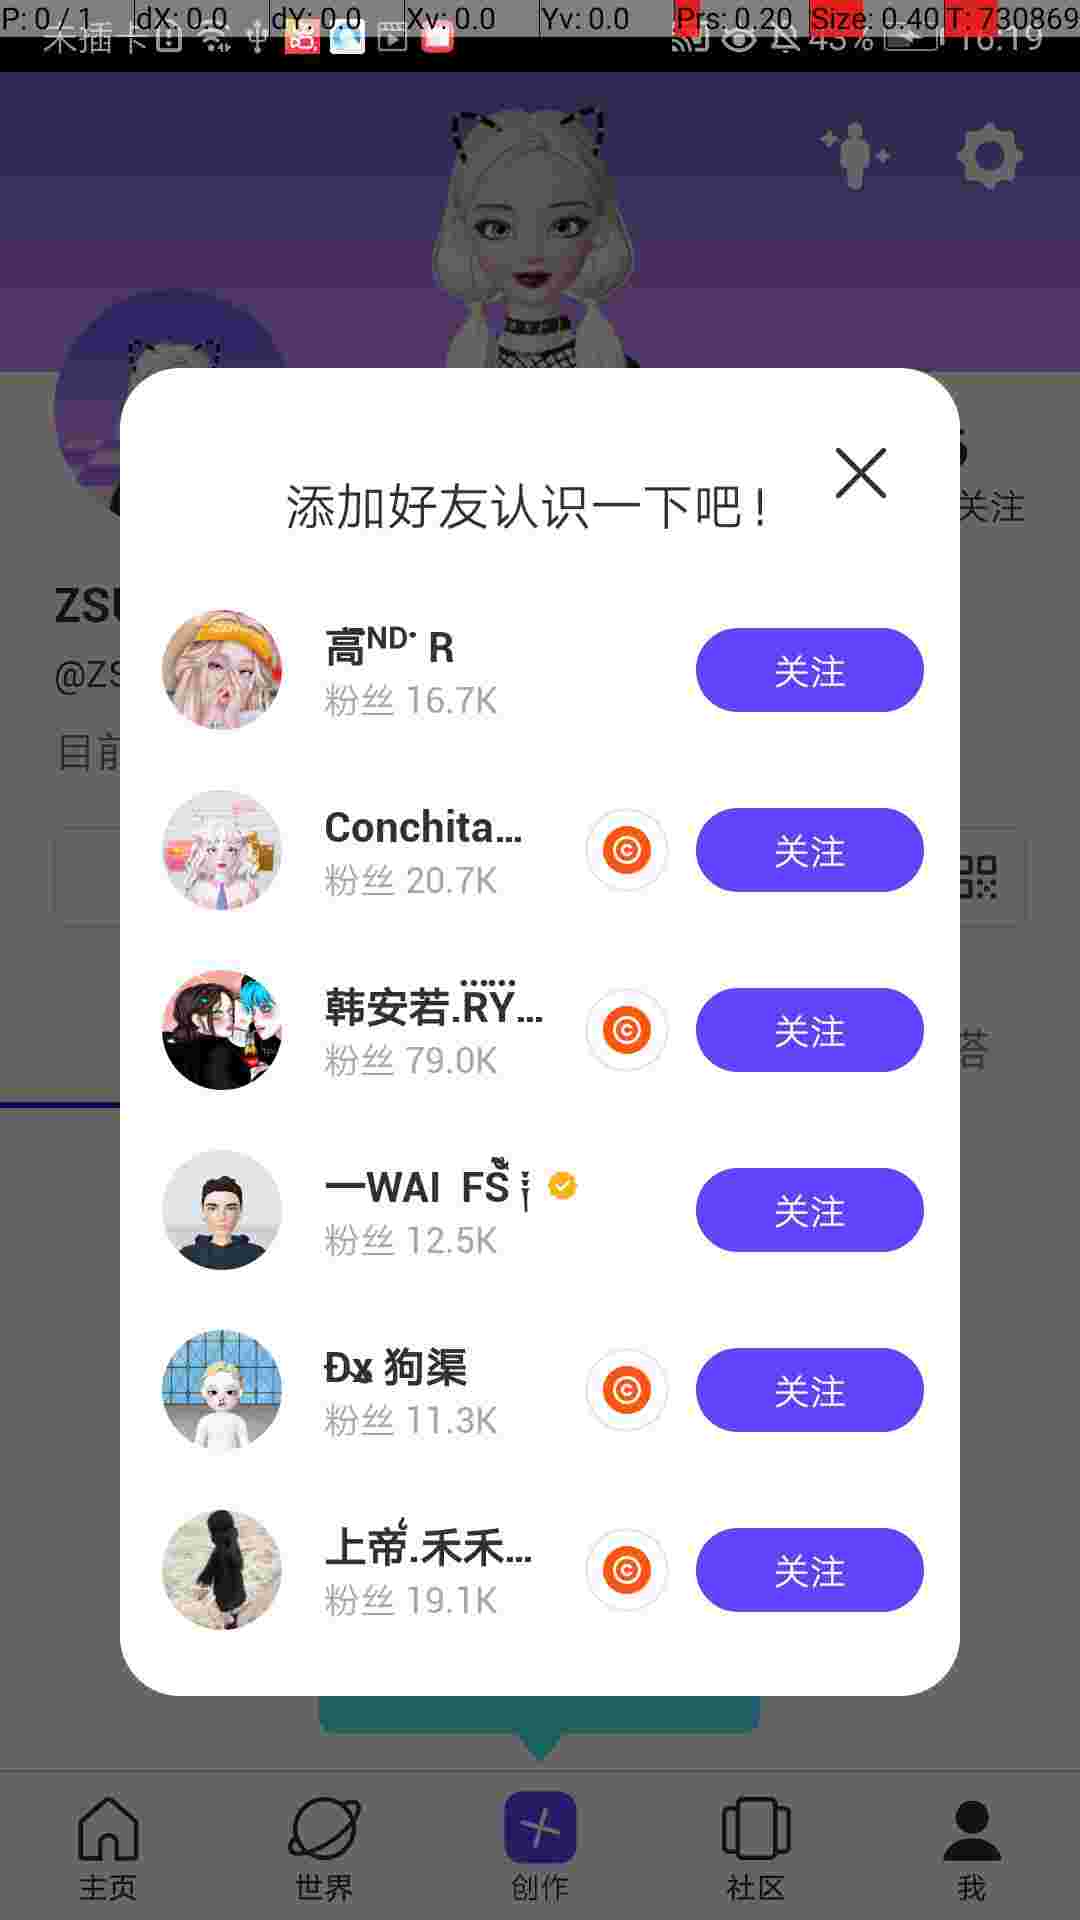 P: 0 / 1 dX: 0.0 dY: 0.0 Xv: 0.0 Yv: 0.0 Prs: 0.20 Size: 0.40 T: 730869
未插卡 43% 16:19
添加好友认识一下吧!
关注
ZSU
@ZS
目前
高ᴺᴰ· R
粉丝 16.7K
关注
Conchita...
粉丝 20.7K
关注
韩安若.RY...
粉丝 79.0K
关注
一WAI FS
粉丝 12.5K
关注
Dx 狗渠
粉丝 11.3K
关注
上帝.禾禾...
粉丝 19.1K
关注
主页 世界 创作 社区 我